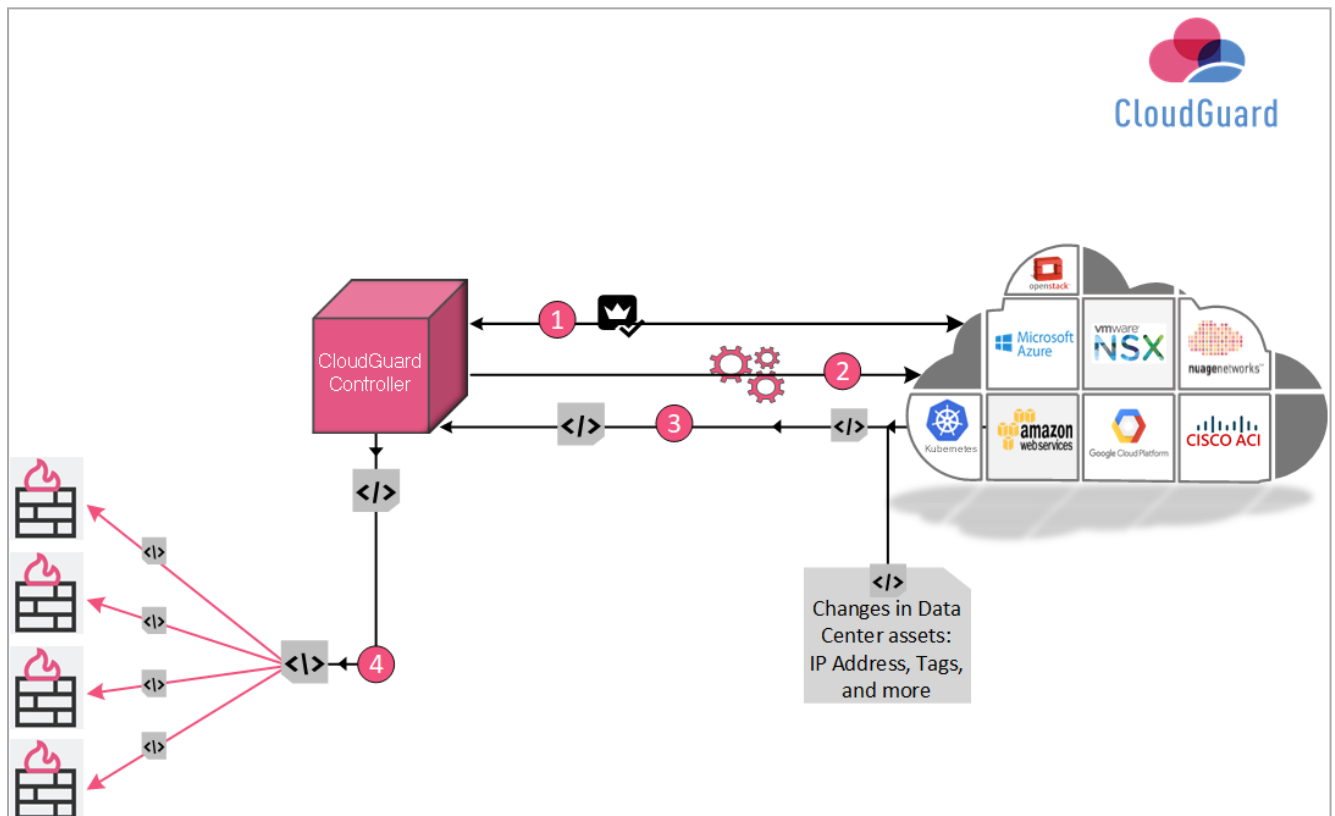 CloudGuard
openstack
CloudGuard
Controller
1
Microsoft
Azure
vmware
NSX
nuagenetworks
2
3
</>
</>
Kubernetes
amazon
webservices
Google Cloud Platform
CISCO ACI
</>
</>
Changes in Data
Center assets:
IP Address, Tags,
and more
</>
</>
</>
</>
</>
4
</>